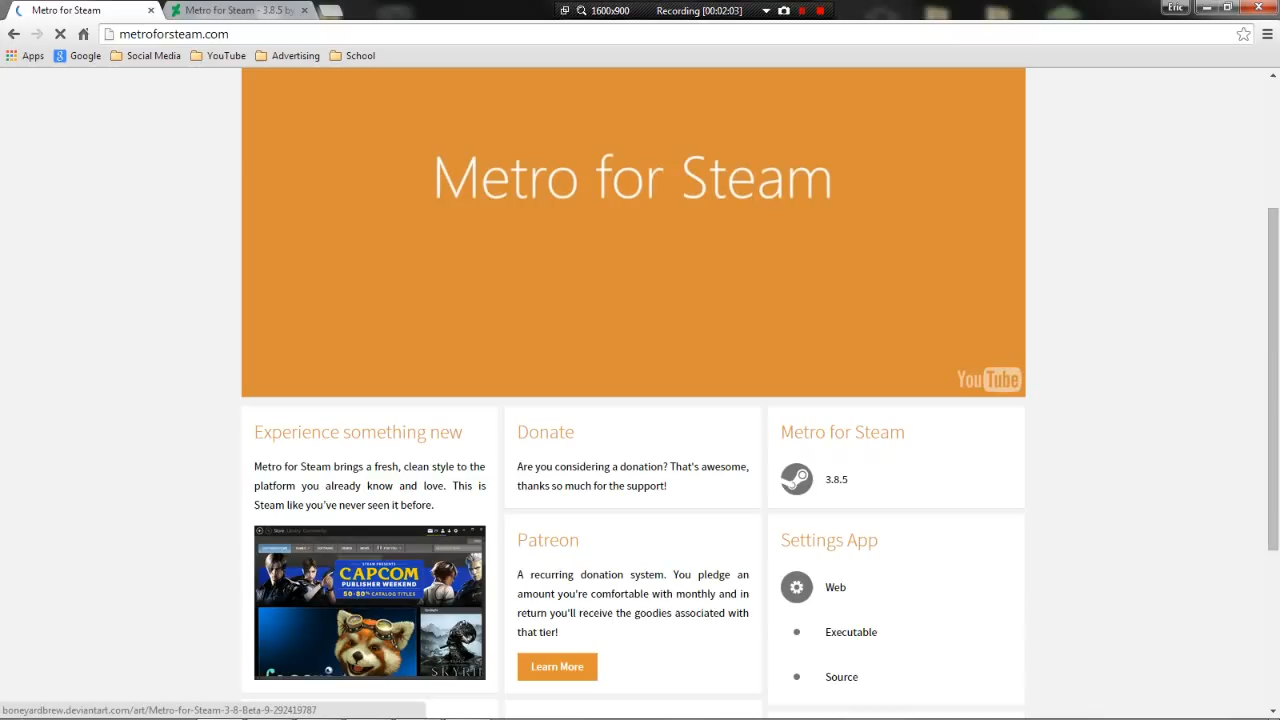 Metro for Steam
Metro for Steam - 3.8.5 by
1600x900
Recording [00:02:03]
Eric
metroforsteam.com
Apps
Google
Social Media
YouTube
Advertising
School
Metro for Steam
YouTube
Experience something new
Metro for Steam brings a fresh, clean style to the
platform you already know and love. This is
Steam like you've never seen it before.
CAPCOM
PUBLISHER WEEKEND
50-80% CATALOG TITLES
SKYRIM
Donate
Are you considering a donation? That's awesome,
thanks so much for the support!
Patreon
A recurring donation system. You pledge an
amount you're comfortable with monthly and in
return you'll receive the goodies associated with
that tier!
Learn More
Metro for Steam
3.8.5
Settings App
Web
Executable
Source
boneyardbrew.deviantart.com/art/Metro-for-Steam-3-8-Beta-9-292419787